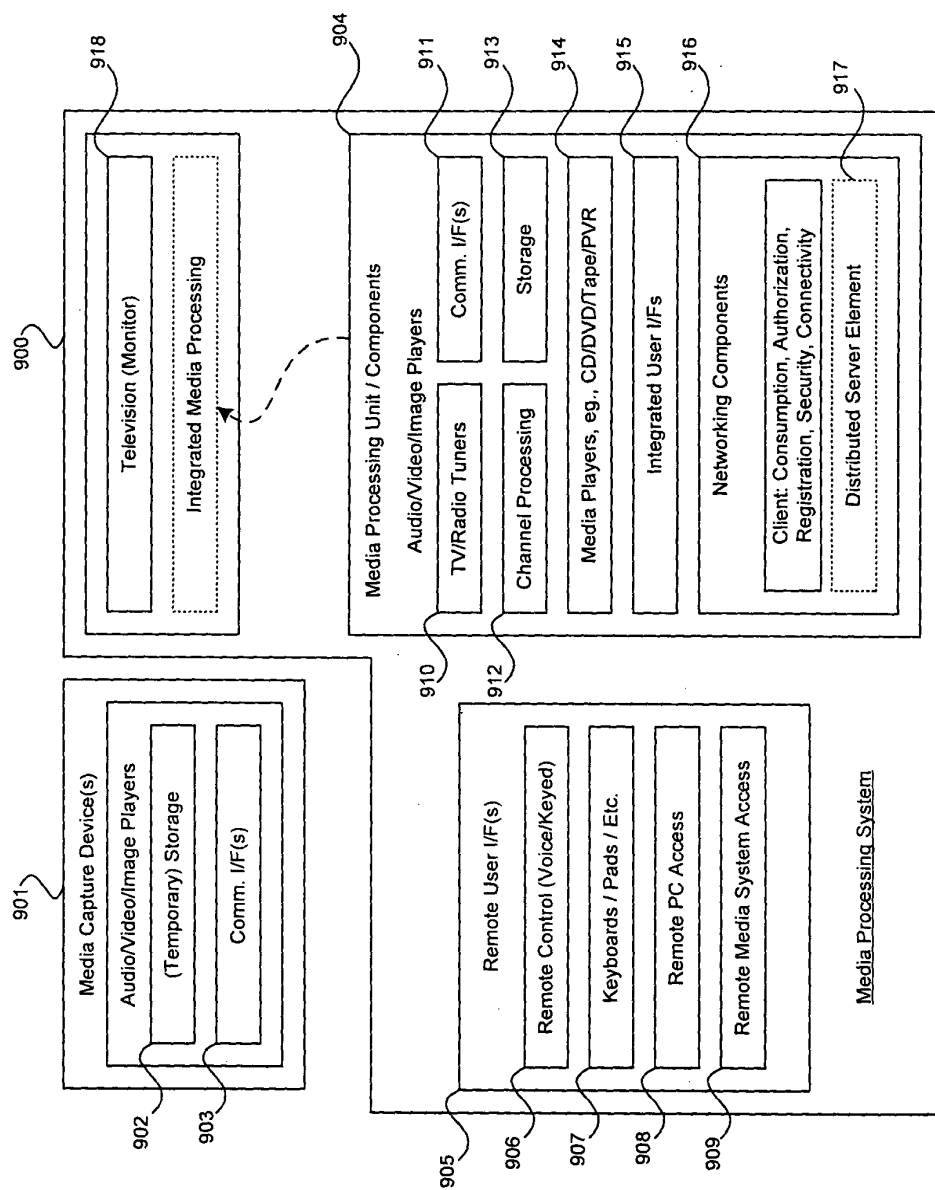 900
901
Media Capture Device(s)
Audio/Video/Image Players
(Temporary) Storage
902
Comm. I/F(s)
903
918
Television (Monitor)
Integrated Media Processing
904
Media Processing Unit / Components
Audio/Video/Image Players
910
TV/Radio Tuners
Comm. I/F(s)
911
912
Channel Processing
Storage
913
Media Players, eg., CD/DVD/Tape/PVR
914
Integrated User I/Fs
915
Networking Components
916
Client: Consumption, Authorization,
Registration, Security, Connectivity
Distributed Server Element
917
905
Remote User I/F(s)
906
Remote Control (Voice/Keyed)
907
Keyboards / Pads / Etc.
908
Remote PC Access
909
Remote Media System Access
Media Processing System